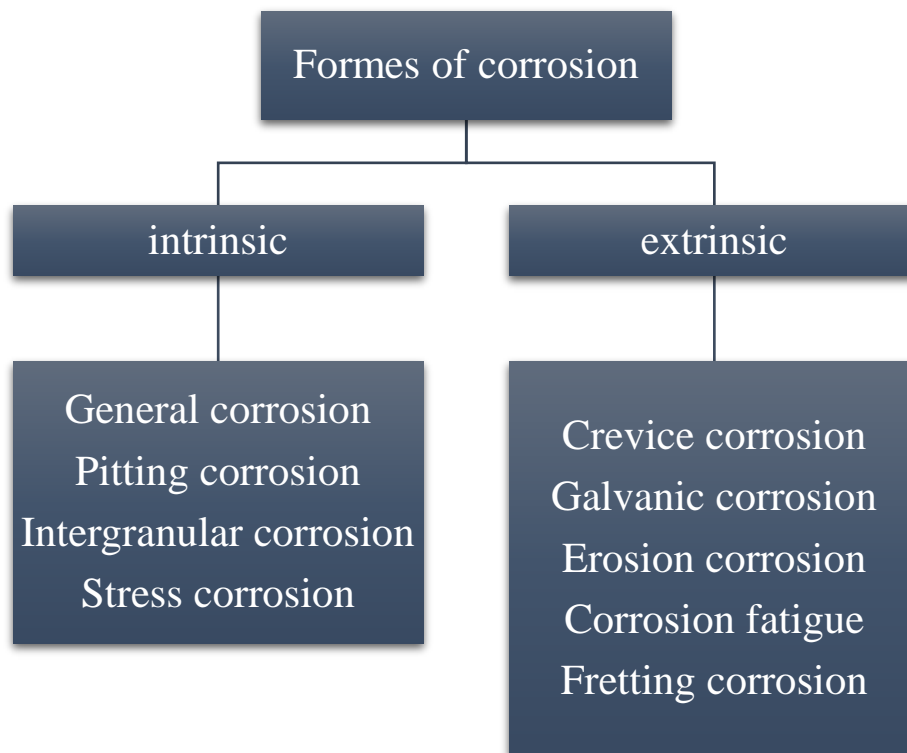 Formes of corrosion
intrinsic
extrinsic
General corrosion
Pitting corrosion
Intergranular corrosion
Stress corrosion
Crevice corrosion
Galvanic corrosion
Erosion corrosion
Corrosion fatigue
Fretting corrosion